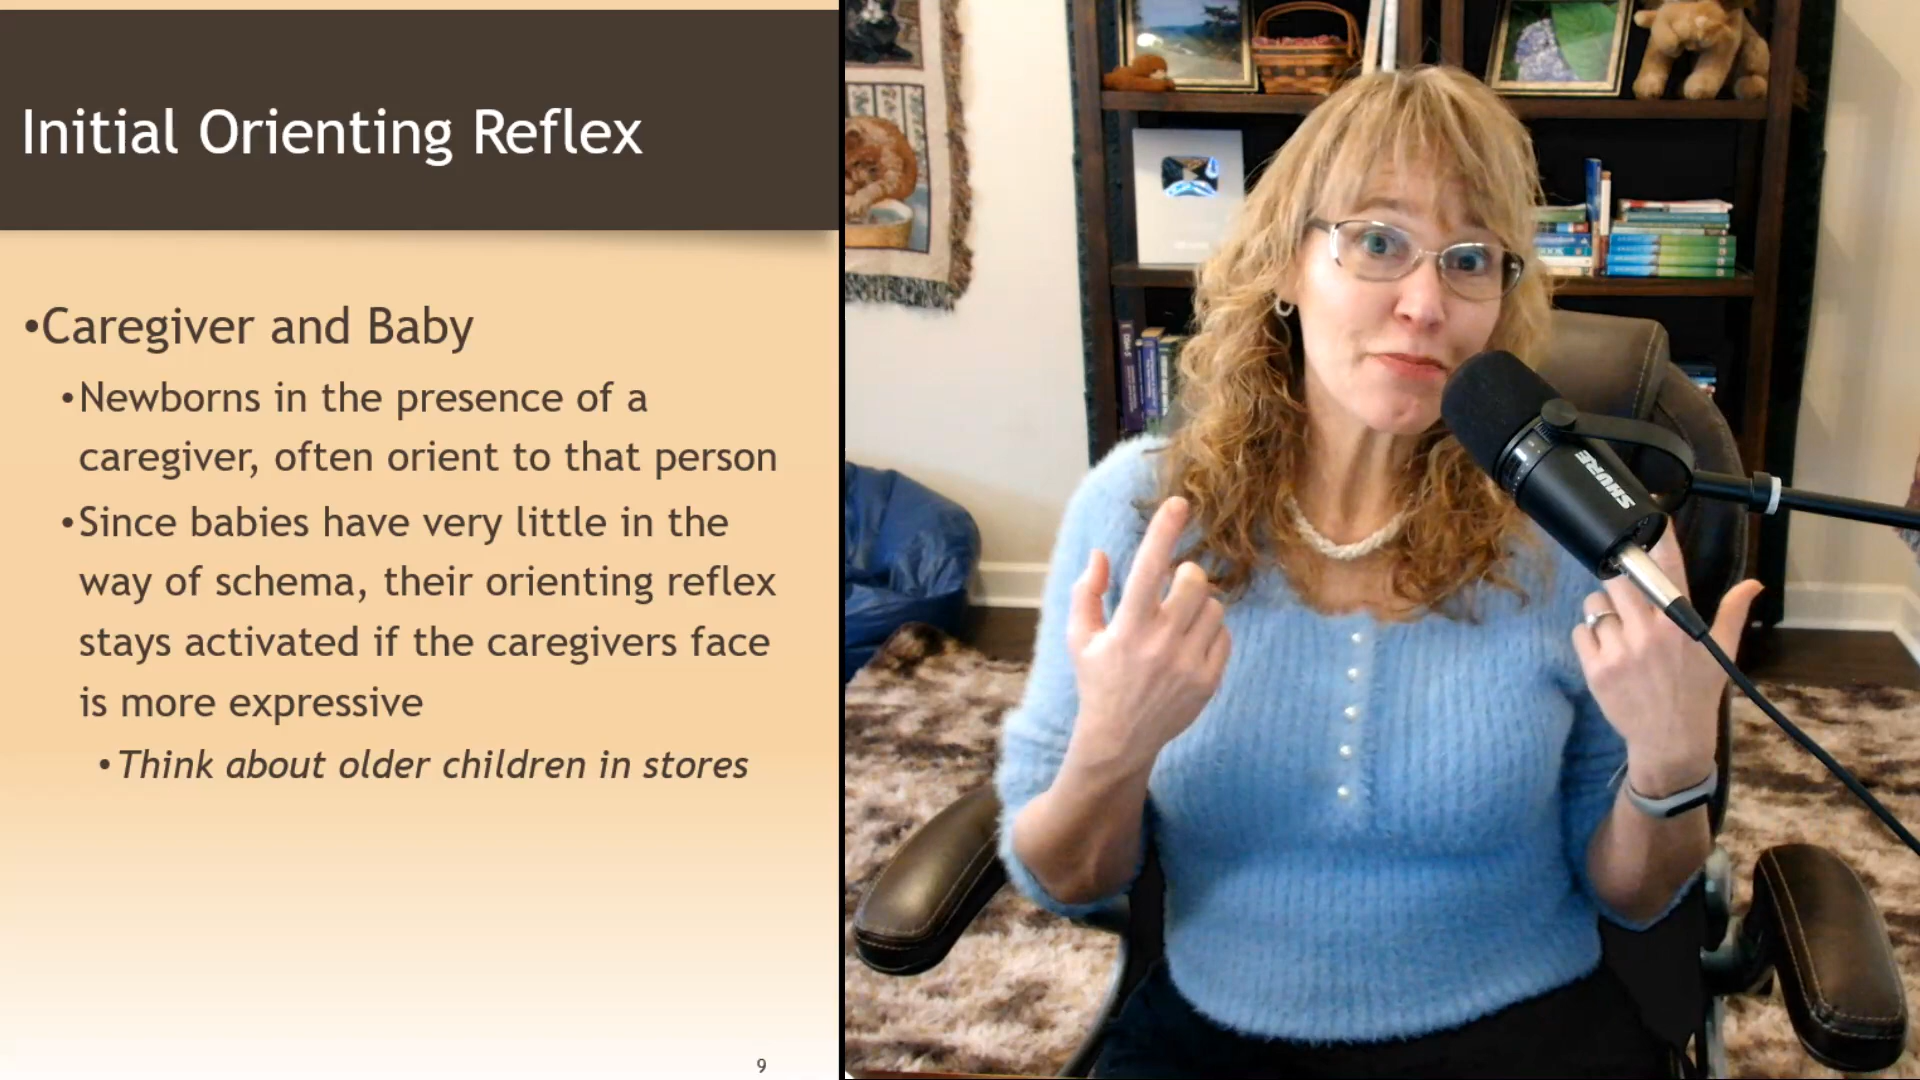 Initial Orienting Reflex
•Caregiver and Baby
•Newborns in the presence of a
caregiver, often orient to that person
•Since babies have very little in the
way of schema, their orienting reflex
stays activated if the caregivers face
is more expressive
•Think about older children in stores
9
SHURE
DSM-5